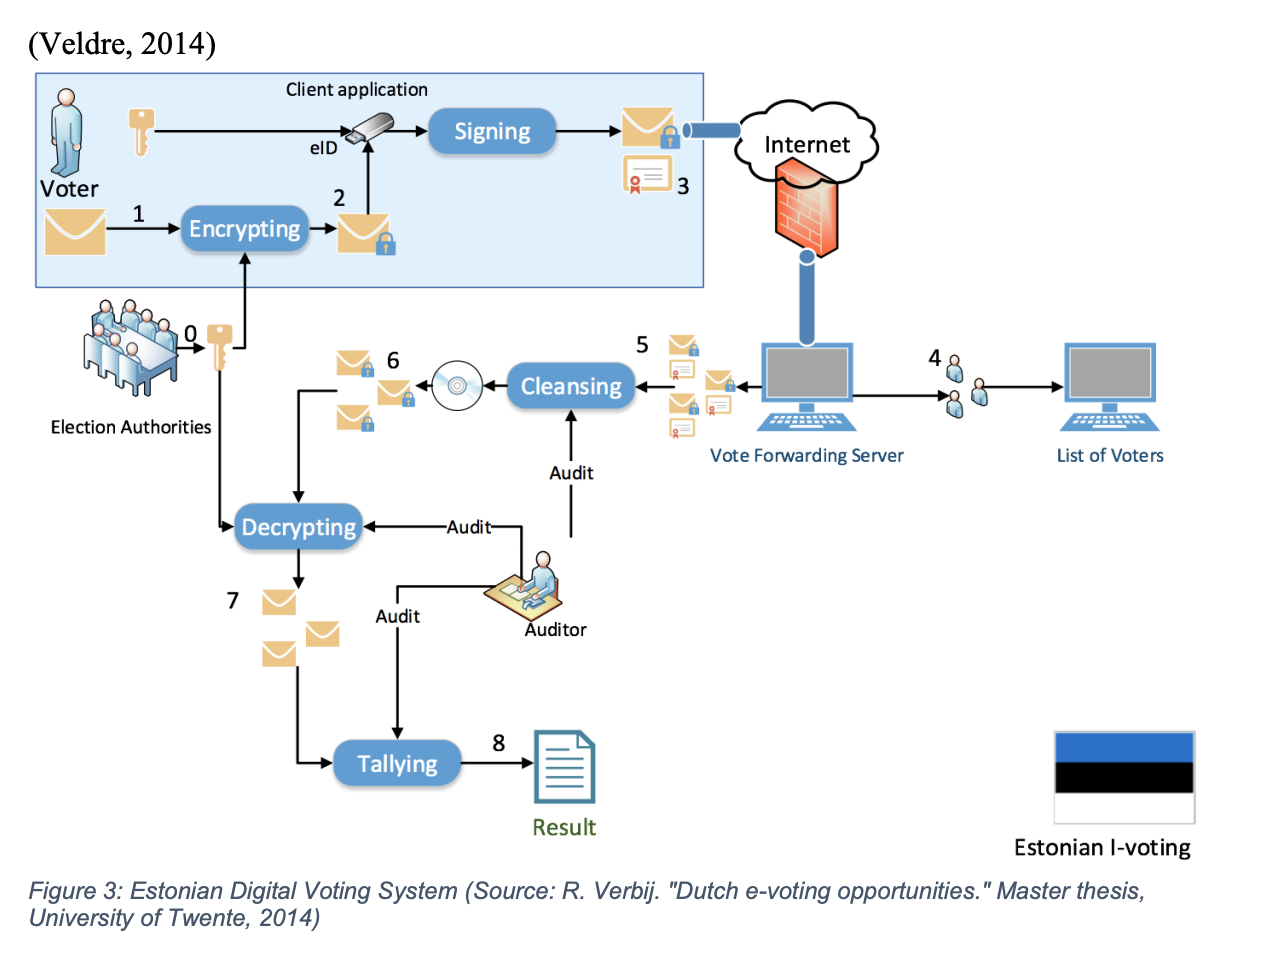 (Veldre, 2014)
Client application
Voter
eID
Signing
3
Internet
1
Encrypting
2
0
Election Authorities
6
Cleansing
5
4
Vote Forwarding Server
List of Voters
Audit
Decrypting
Audit
7
Audit
Auditor
Tallying
8
Result
Estonian I-voting
Figure 3: Estonian Digital Voting System (Source: R. Verbij. "Dutch e-voting opportunities." Master thesis,
University of Twente, 2014)